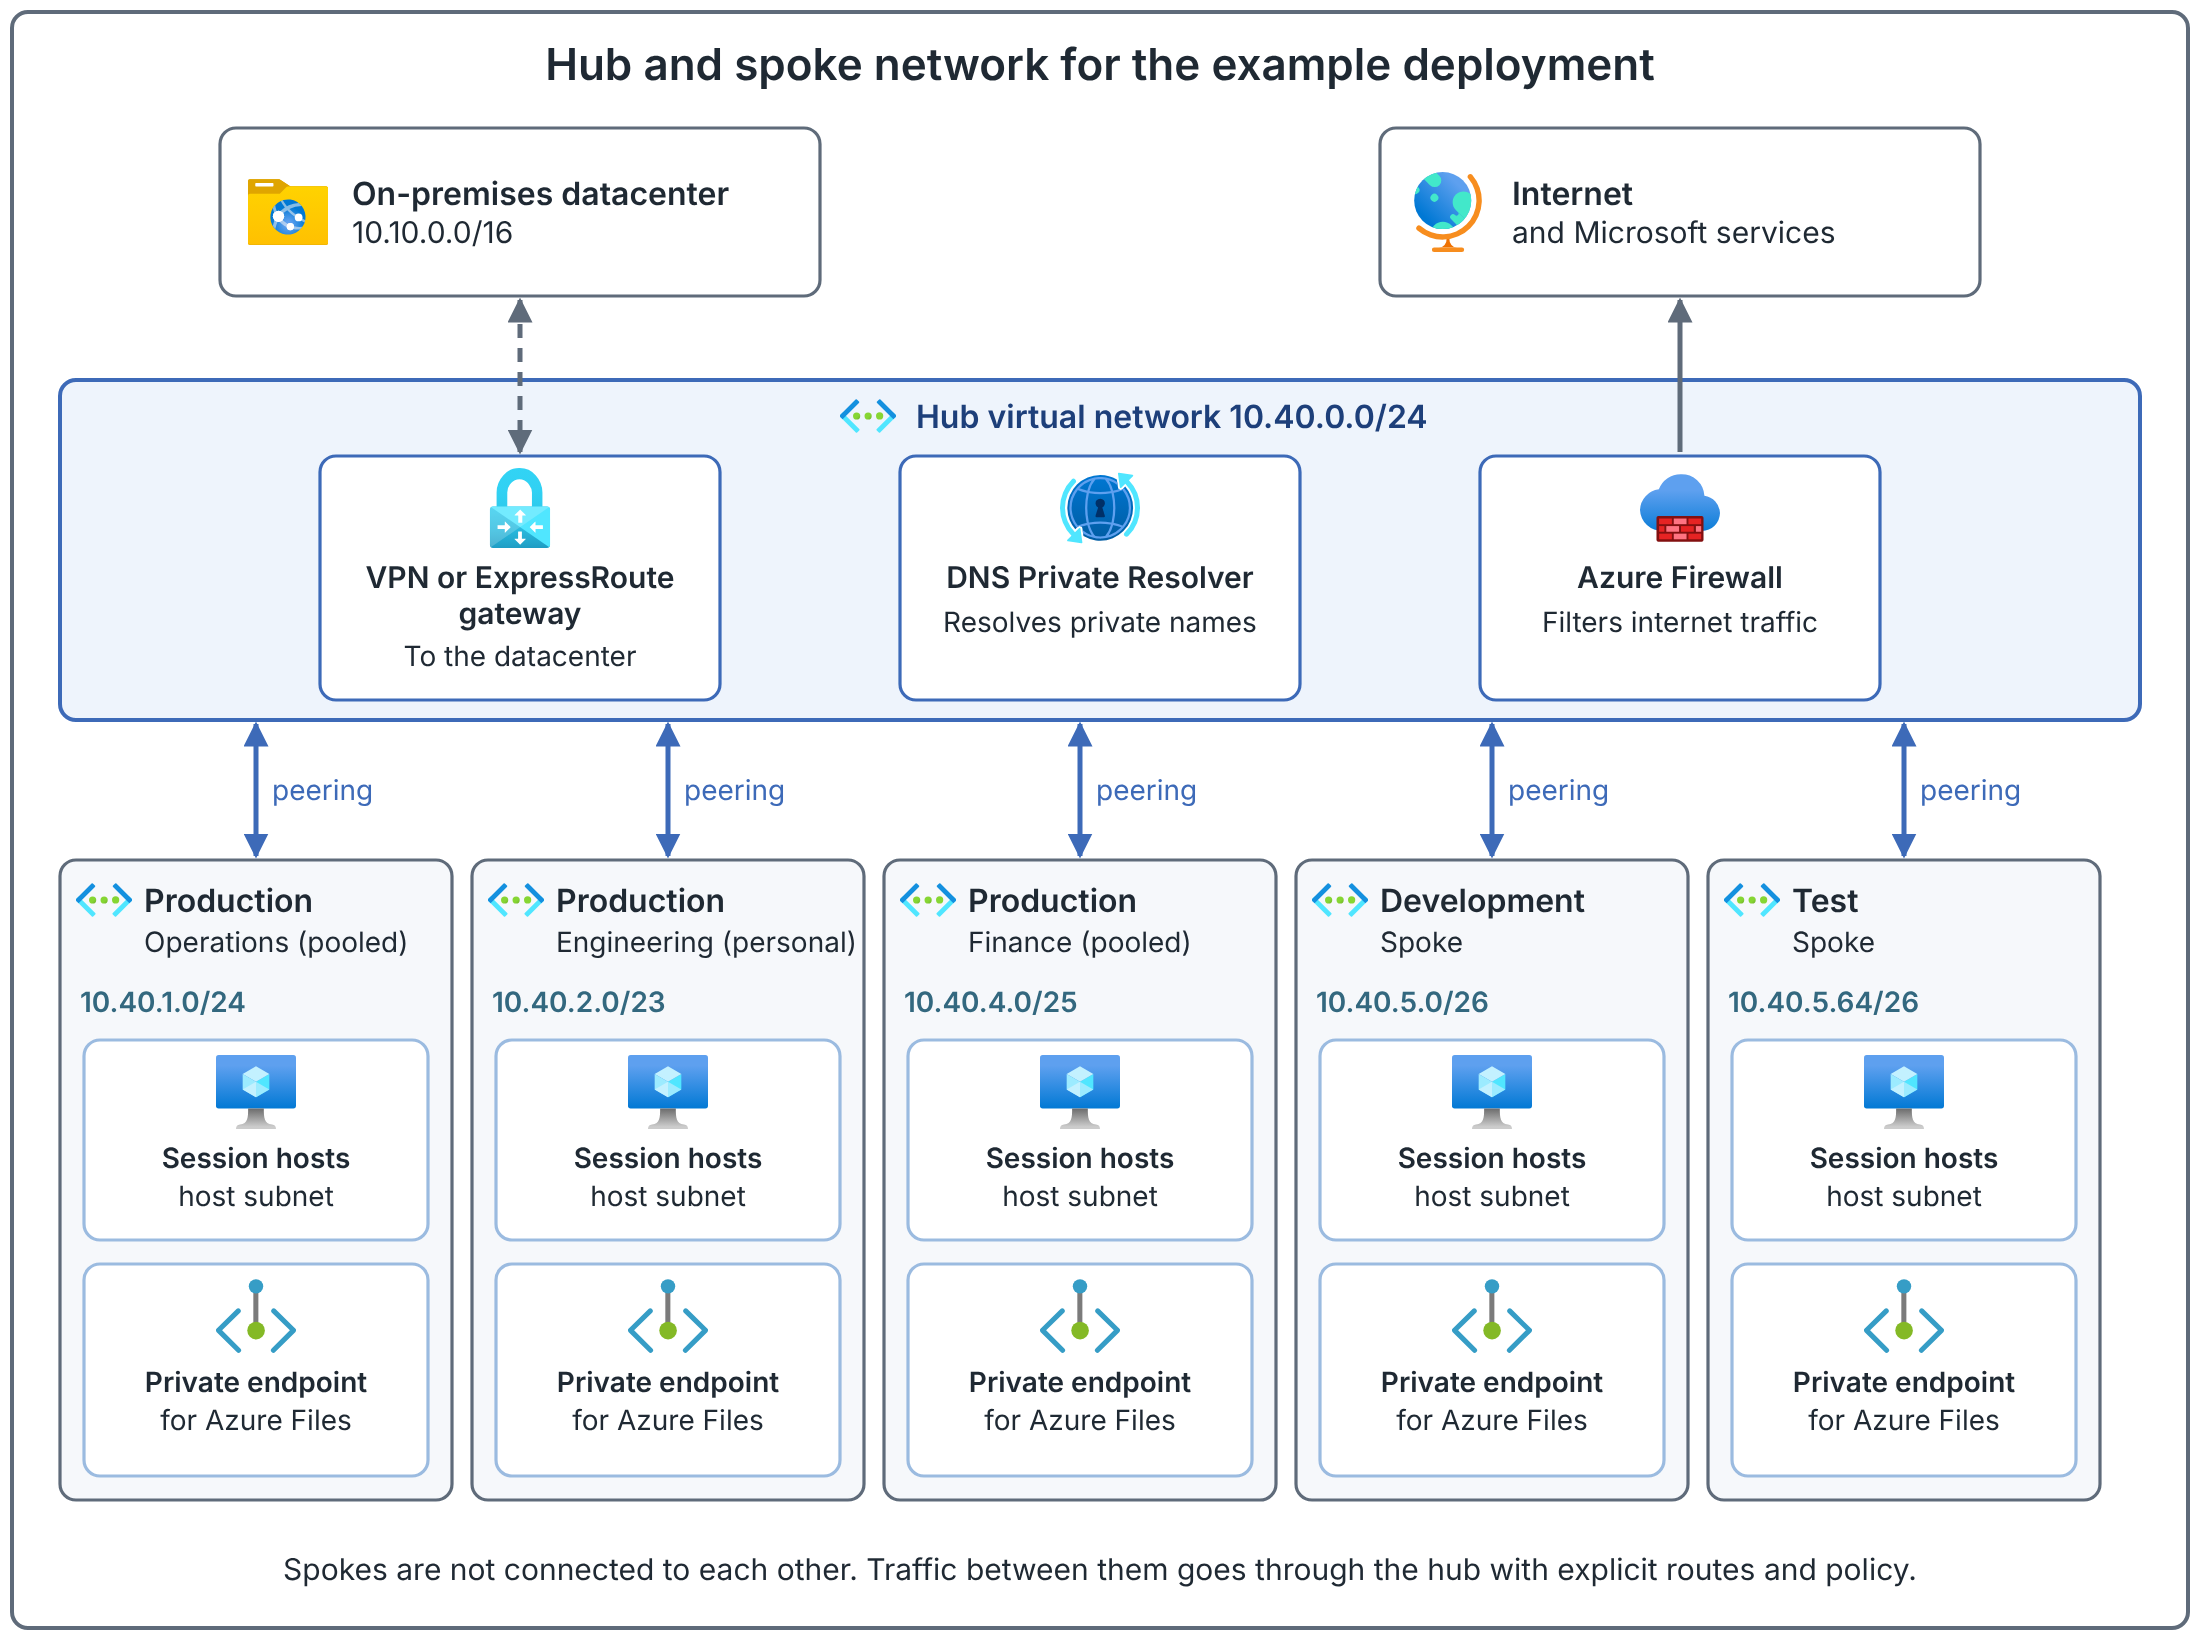 Hub and spoke network for the example deployment
On-premises datacenter
10.10.0.0/16
Internet
and Microsoft services
Hub virtual network 10.40.0.0/24
VPN or ExpressRoute
gateway
To the datacenter
DNS Private Resolver
Resolves private names
Azure Firewall
Filters internet traffic
peering
peering
peering
peering
peering
Production
Operations (pooled)
10.40.1.0/24
Session hosts
host subnet
Private endpoint
for Azure Files
Production
Engineering (personal)
10.40.2.0/23
Session hosts
host subnet
Private endpoint
for Azure Files
Production
Finance (pooled)
10.40.4.0/25
Session hosts
host subnet
Private endpoint
for Azure Files
Development
Spoke
10.40.5.0/26
Session hosts
host subnet
Private endpoint
for Azure Files
Test
Spoke
10.40.5.64/26
Session hosts
host subnet
Private endpoint
for Azure Files
Spokes are not connected to each other. Traffic between them goes through the hub with explicit routes and policy.